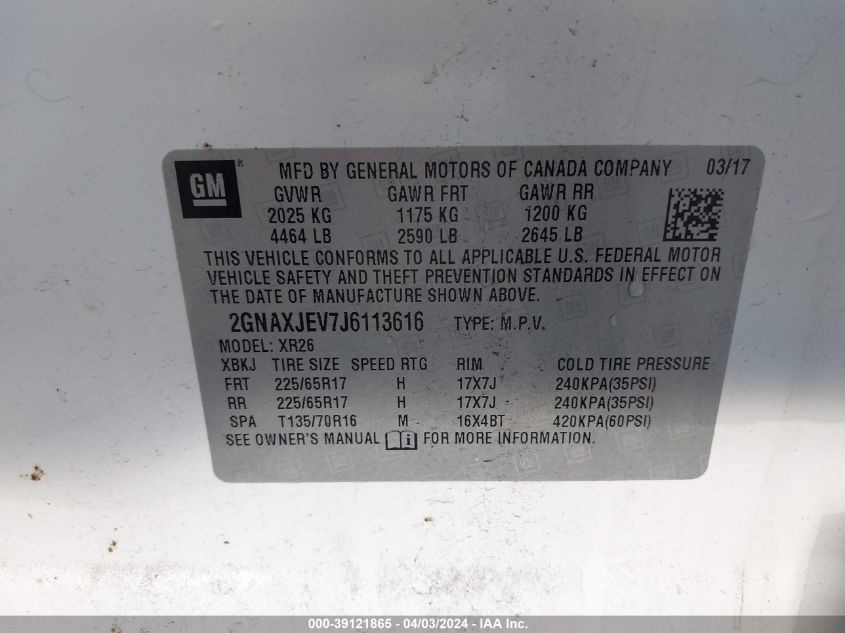 GM ® MFD BY GENERAL MOTORS OF CANADA COMPANY 03/17
GVWR GAWR FRT GAWR RR
2025 KG 1175 KG 1200 KG
4464 LB 2590 LB 2645 LB
THIS VEHICLE CONFORMS TO ALL APPLICABLE U.S. FEDERAL MOTOR
VEHICLE SAFETY AND THEFT PREVENTION STANDARDS IN EFFECT ON
THE DATE OF MANUFACTURE SHOWN ABOVE.
2GNAXJEV7J6113616 TYPE: M.P.V.
MODEL: XR26
XBKJ TIRE SIZE SPEED RTG RIM COLD TIRE PRESSURE
FRT 225/65R17 H 17X7J 240KPA(35PSI)
RR 225/65R17 H 17X7J 240KPA(35PSI)
SPA T135/70R16 M 16X4BT 420KPA(60PSI)
SEE OWNER'S MANUAL FOR MORE INFORMATION.
000-39121865 - 04/03/2024 - IAA Inc.